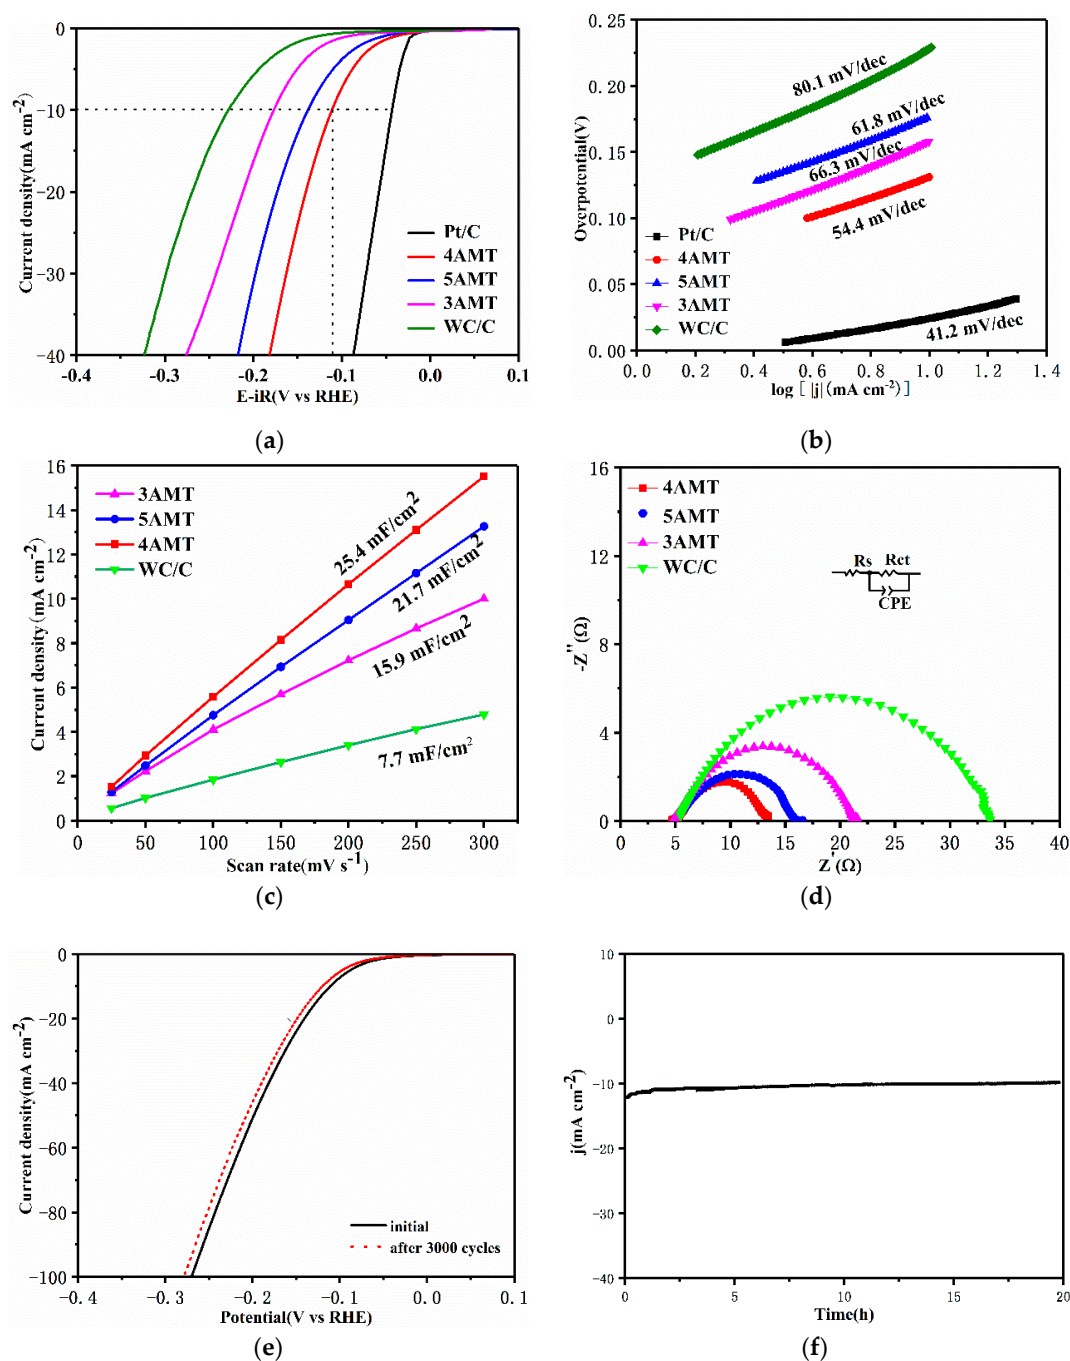 0
-10
-20
-30
-40
Current density(mA cm-2)
Pt/C
4AMT
5AMT
3AMT
WC/C
-0.4 -0.3 -0.2 -0.1 0.0 0.1
E-iR(V vs RHE)
(a)
0.25
0.20
0.15
0.10
0.05
0.00
Overpotential(V)
80.1 mV/dec
61.8 mV/dec
66.3 mV/dec
54.4 mV/dec
41.2 mV/dec
Pt/C
4AMT
5AMT
3AMT
WC/C
0.0 0.2 0.4 0.6 0.8 1.0 1.2 1.4
log [ |j|(mA cm-2) ]
(b)
16
14
12
10
8
6
4
2
0
Current density (mA cm-2)
3AMT
5AMT
4AMT
WC/C
25.4 mF/cm2
21.7 mF/cm2
15.9 mF/cm2
7.7 mF/cm2
0 50 100 150 200 250 300
Scan rate(mV s-1)
(c)
16
12
8
4
0
-Z''(Ω)
4AMT
5AMT
3AMT
WC/C
Rs Rct
CPE
0 5 10 15 20 25 30 35 40
Z'(Ω)
(d)
0
-20
-40
-60
-80
-100
Current density(mA cm-2)
initial
after 3000 cycles
-0.4 -0.3 -0.2 -0.1 0.0 0.1
Potential(V vs RHE)
(e)
10
0
-10
-20
-30
-40
j(mA cm-2)
0 5 10 15 20
Time(h)
(f)